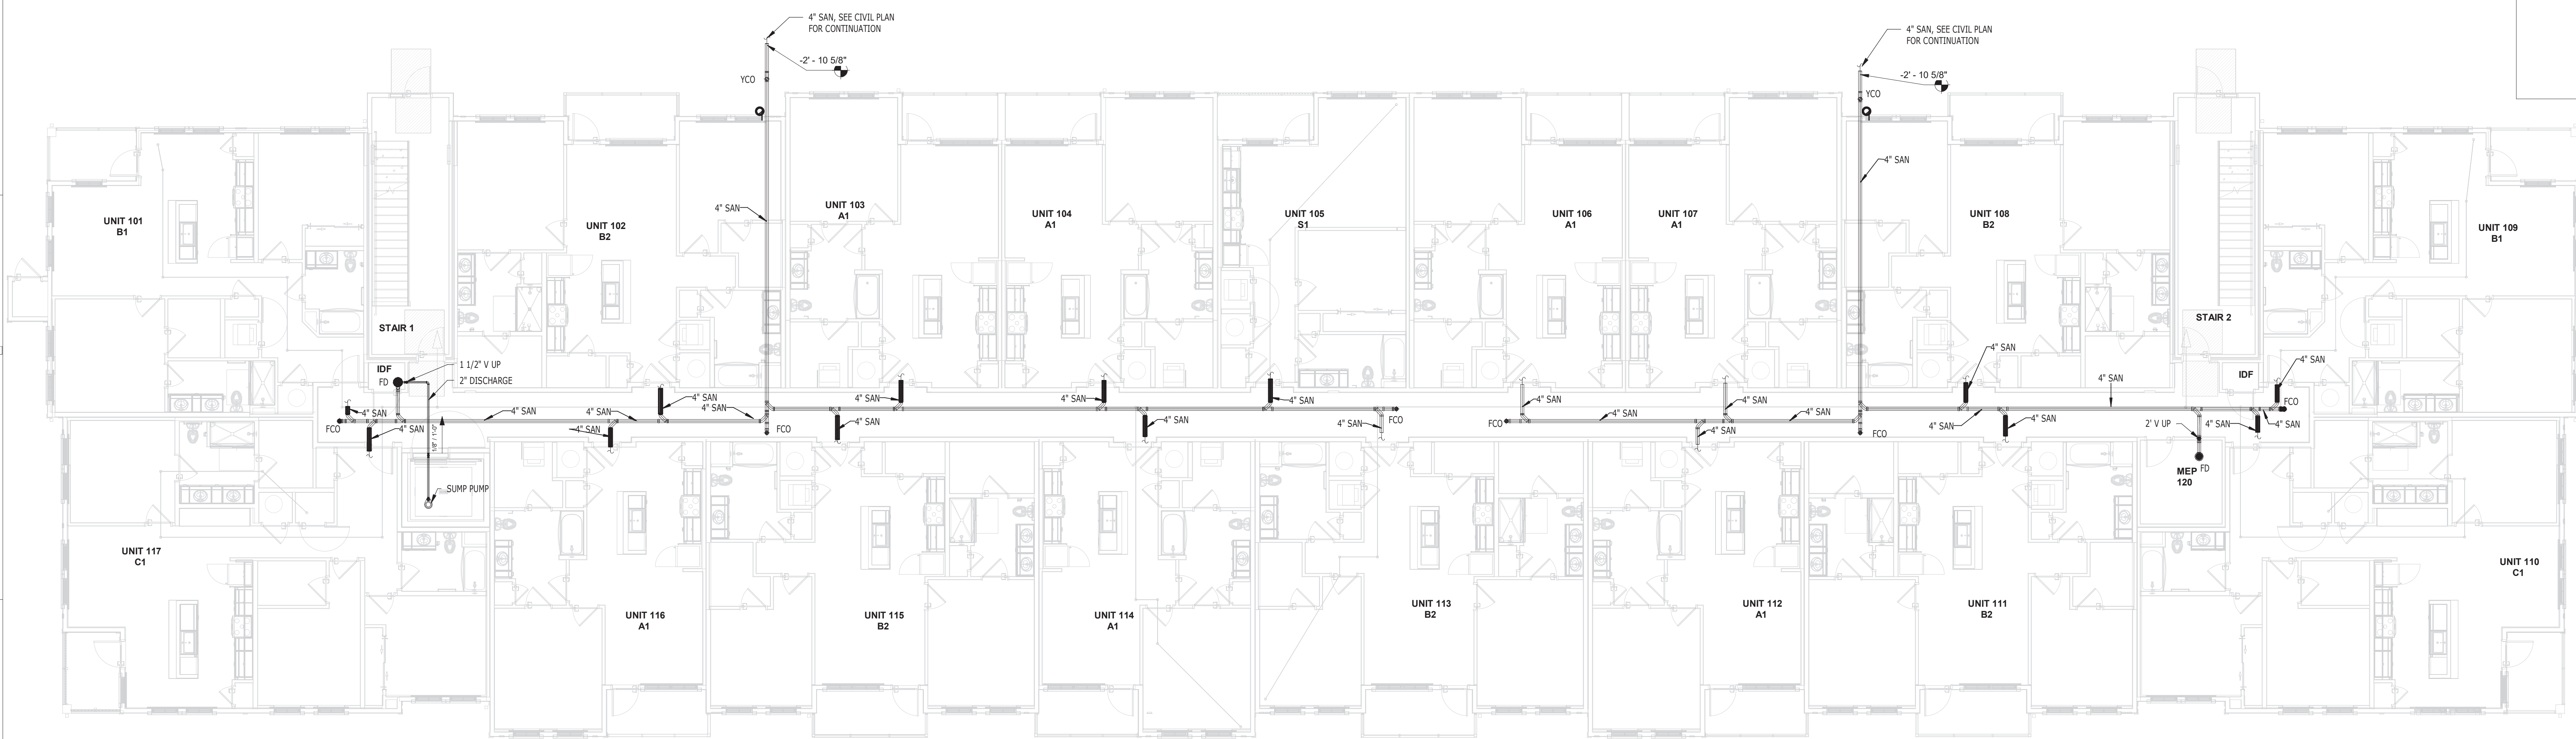 4" SAN, SEE CIVIL PLAN
FOR CONTINUATION
-2' - 10 5/8"
YCO
4" SAN, SEE CIVIL PLAN
FOR CONTINUATION
-2' - 10 5/8"
YCO
4" SAN
4" SAN
UNIT 101
B1
UNIT 102
B2
UNIT 103
A1
UNIT 104
A1
UNIT 105
S1
UNIT 106
A1
UNIT 107
A1
UNIT 108
B2
UNIT 109
B1
STAIR 1
STAIR 2
IDF
FD
1 1/2" V UP
2" DISCHARGE
4" SAN
4" SAN
4" SAN
4" SAN
4" SAN
4" SAN
4" SAN
4" SAN
4" SAN
4" SAN
4" SAN
4" SAN
4" SAN
4" SAN
IDF
FCO
4" SAN
4" SAN
4" SAN
FCO
FCO
4" SAN
4" SAN
4" SAN
4" SAN
FCO
FCO
4" SAN
4" SAN
4" SAN
4" SAN
FCO
4" SAN
4" SAN
2' V UP
4" SAN
4" SAN
FCO
SUMP PUMP
MEP
120
FD
UNIT 117
C1
UNIT 116
A1
UNIT 115
B2
UNIT 114
A1
UNIT 113
B2
UNIT 112
A1
UNIT 111
B2
UNIT 110
C1